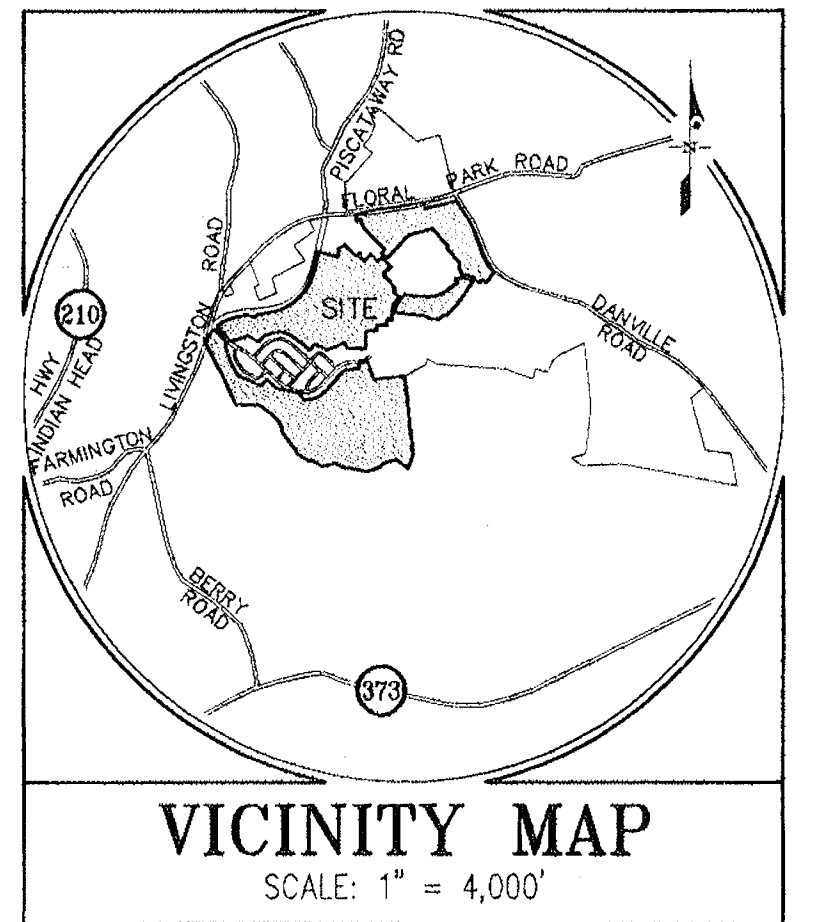 PISCATAWAY RD
N
FLORAL PARK ROAD
LIVINGSTON ROAD
SITE
210
HWY
INDIAN HEAD
DANVILLE
ROAD
FARMINGTON
ROAD
BERRY
ROAD
373
VICINITY MAP
SCALE: 1" = 4,000'